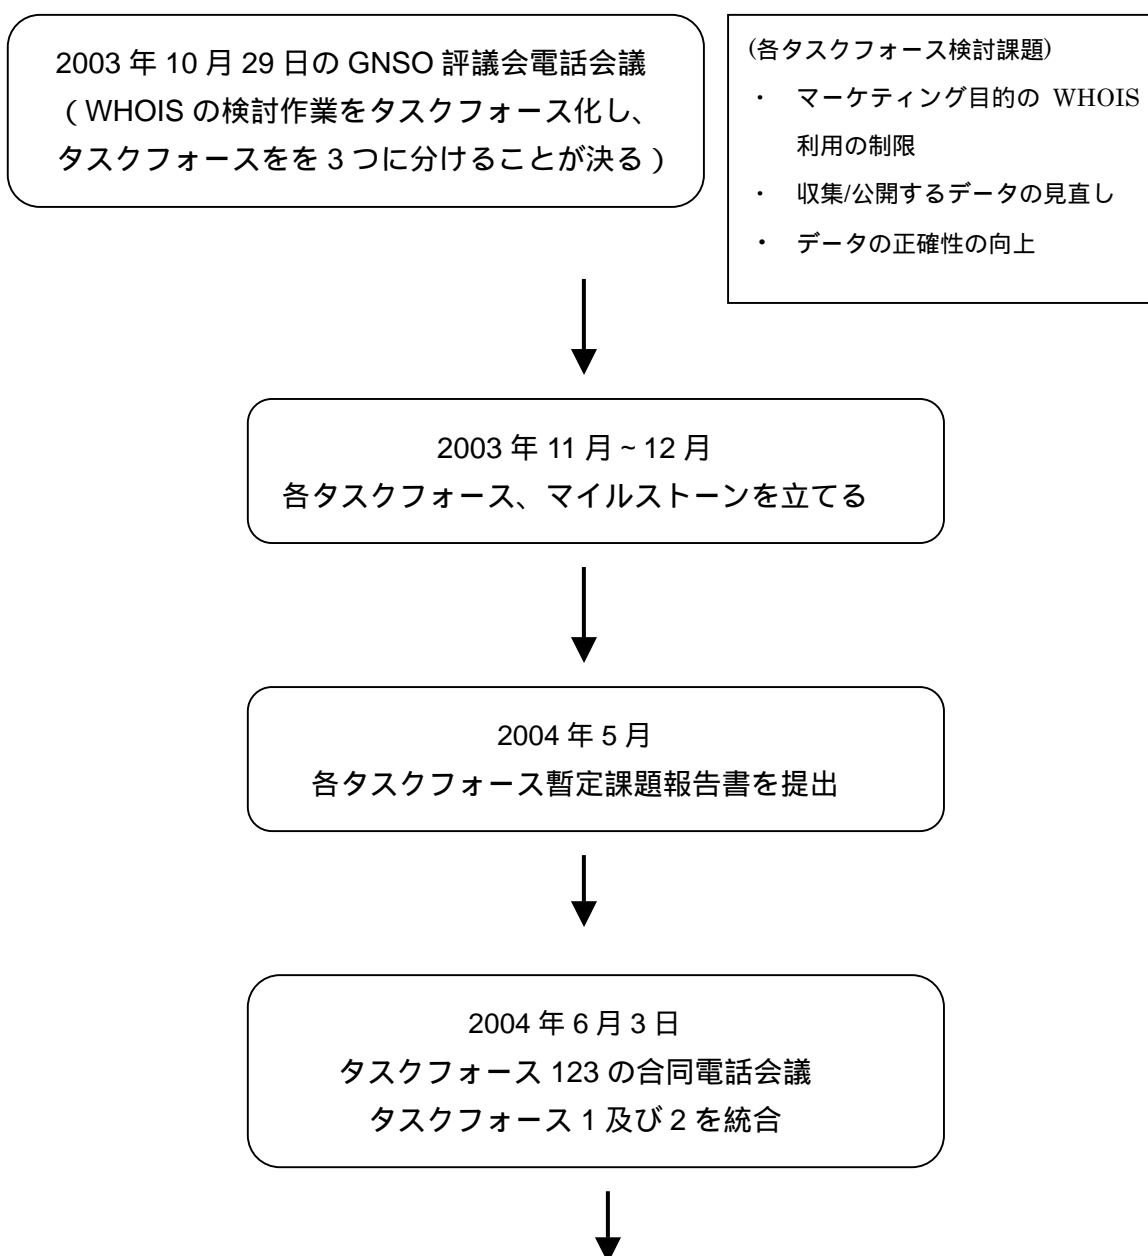 2003 年 10 月 29 日の GNSO 評議会電話会議
（WHOIS の検討作業をタスクフォース化し、
タスクフォースをを 3 つに分けることが決る）
(各タスクフォース検討課題)
・ マーケティング目的の WHOIS
利用の制限
・ 収集/公開するデータの見直し
・ データの正確性の向上
2003 年 11 月 ~ 12 月
各タスクフォース、マイルストーンを立てる
2004 年 5 月
各タスクフォース暫定課題報告書を提出
2004 年 6 月 3 日
タスクフォース 123 の合同電話会議
タスクフォース 1 及び 2 を統合